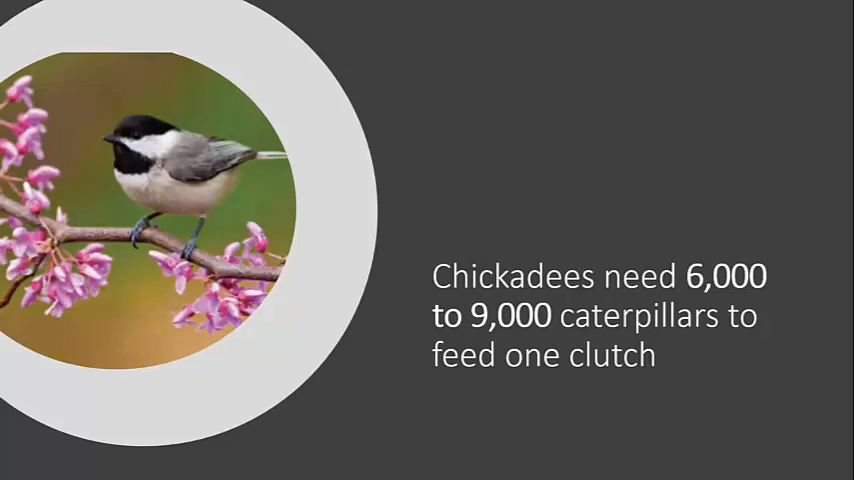 Chickadees need 6,000
to 9,000 caterpillars to
feed one clutch